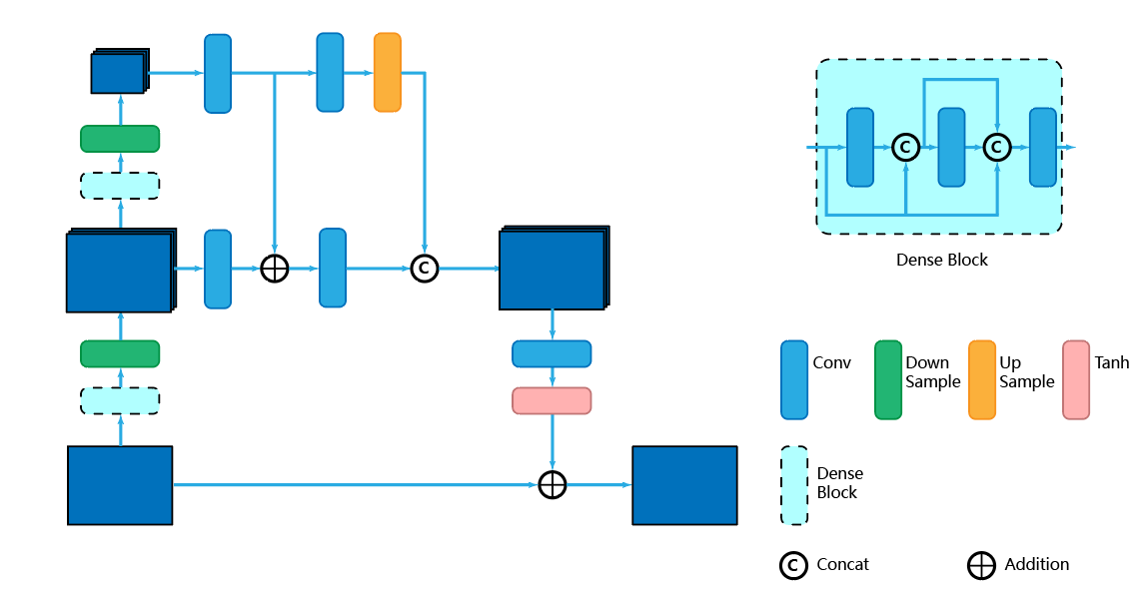 C
C
C
Dense Block
Conv
Down
Sample
Up
Sample
Tanh
Dense
Block
C
Concat
Addition